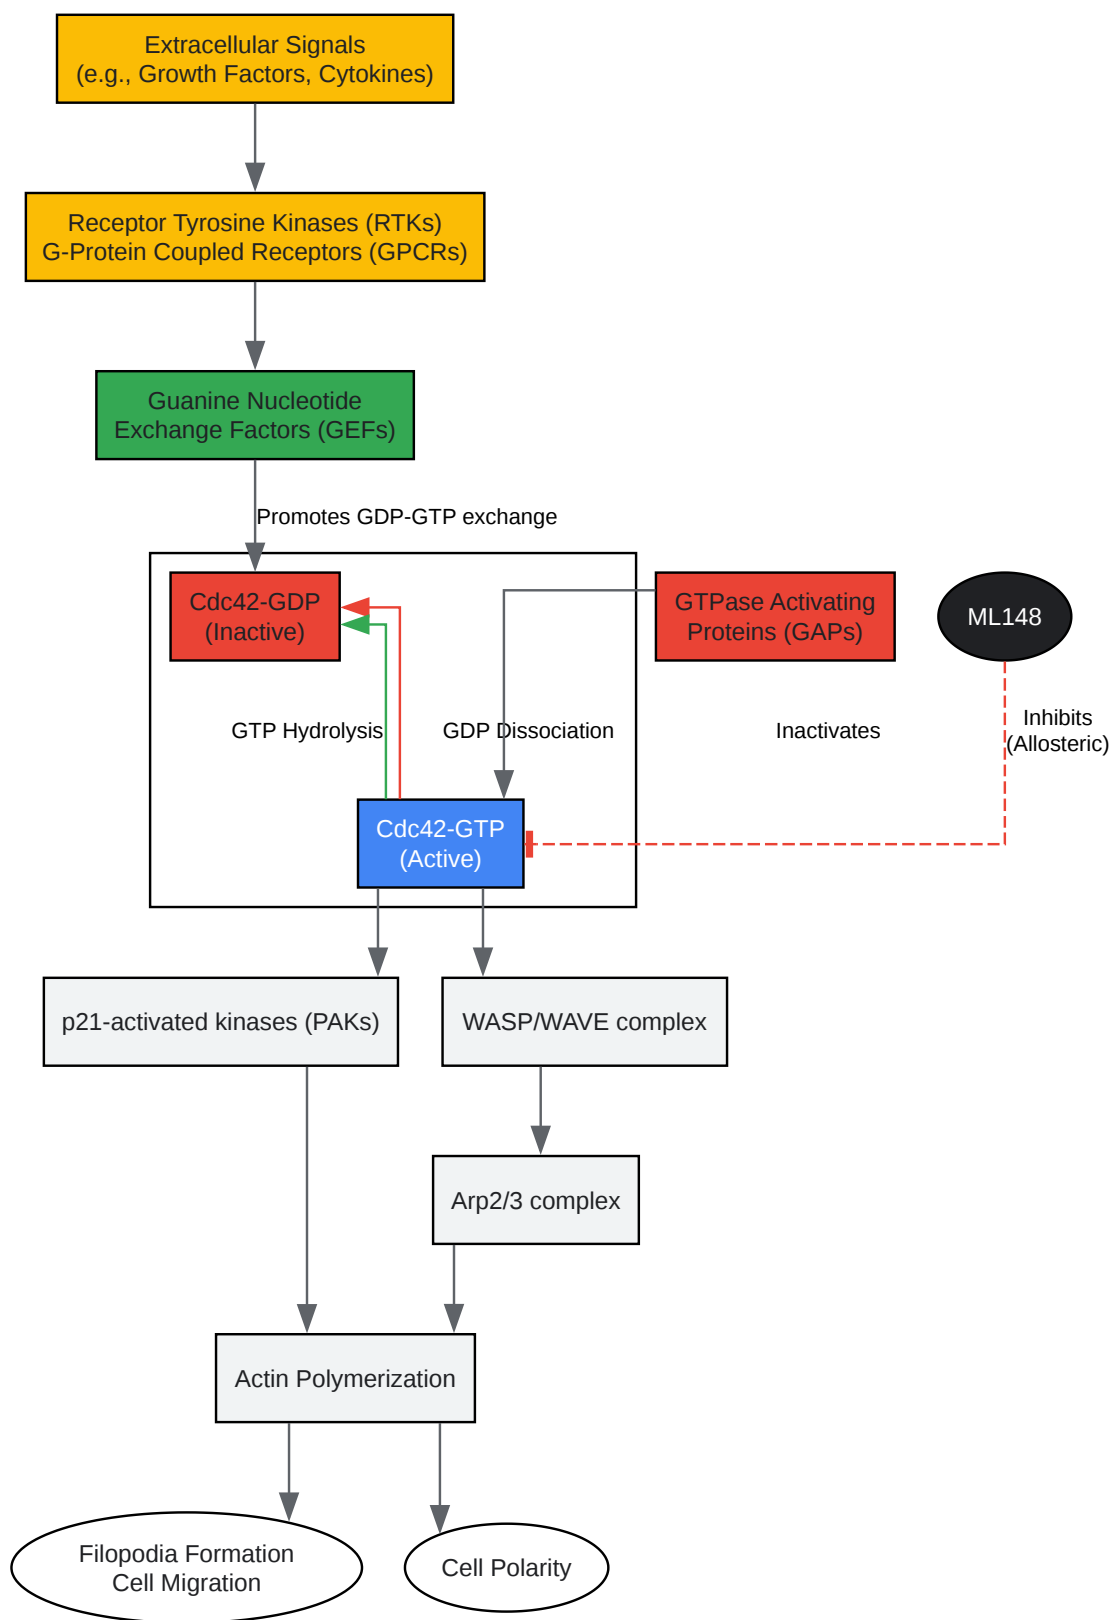 Extracellular Signals
(e.g., Growth Factors, Cytokines)
Receptor Tyrosine Kinases (RTKs)
G-Protein Coupled Receptors (GPCRs)
Guanine Nucleotide
Exchange Factors (GEFs)
Promotes GDP-GTP exchange
Cdc42-GDP
(Inactive)
GTPase Activating
Proteins (GAPs)
ML148
GTP Hydrolysis
GDP Dissociation
Inactivates
Inhibits
(Allosteric)
Cdc42-GTP
(Active)
p21-activated kinases (PAKs)
WASP/WAVE complex
Arp2/3 complex
Actin Polymerization
Filopodia Formation
Cell Migration
Cell Polarity